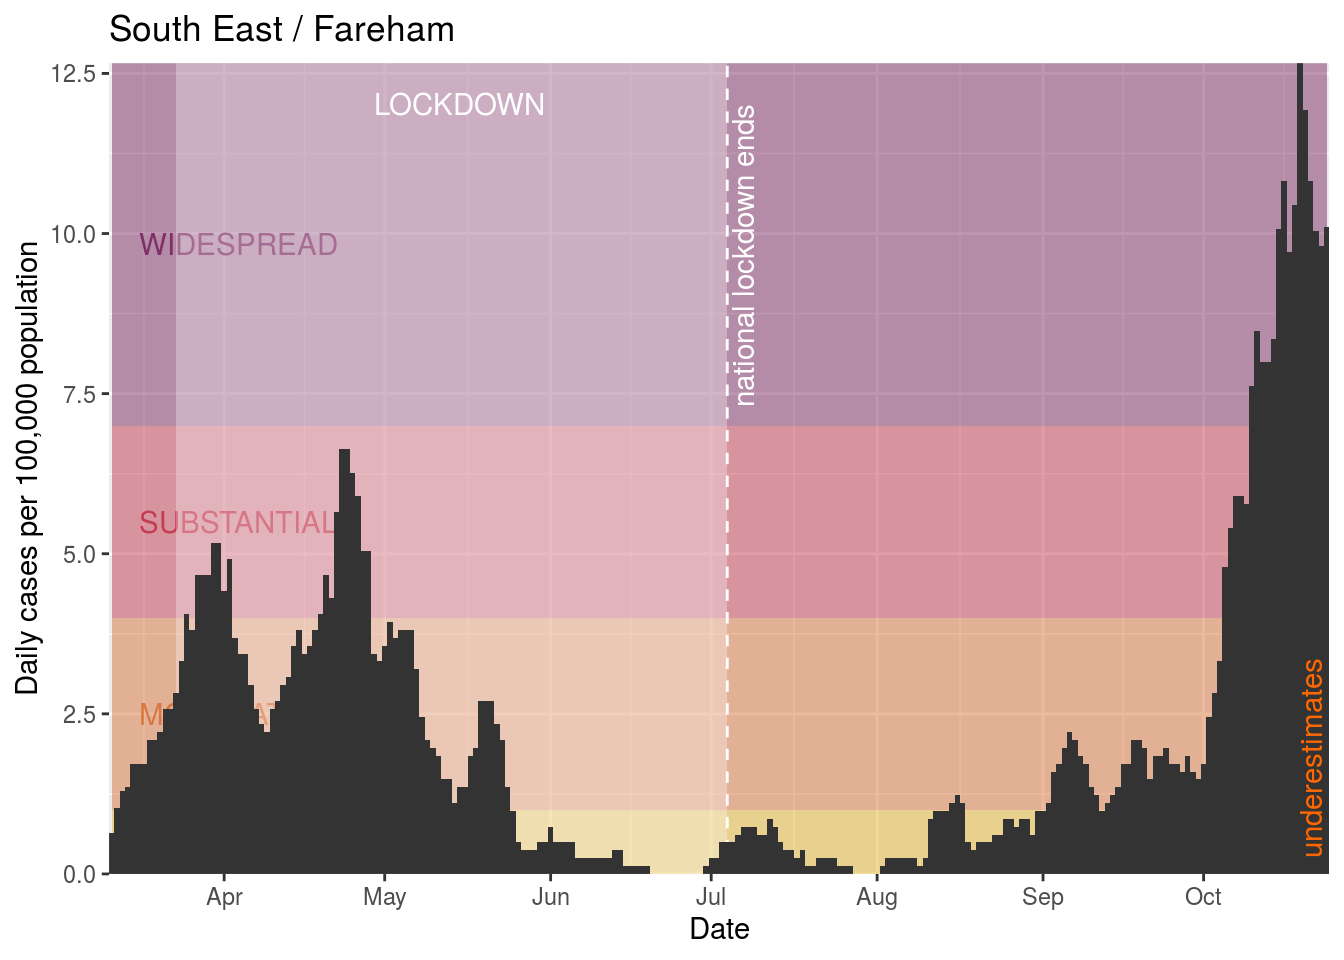 South East / Fareham
Daily cases per 100,000 population
12.5
10.0
7.5
5.0
2.5
0.0
LOCKDOWN
national lockdown ends
WIDESPREAD
SUBSTANTIAL
underestimates
Apr May Jun Jul Aug Sep Oct
Date